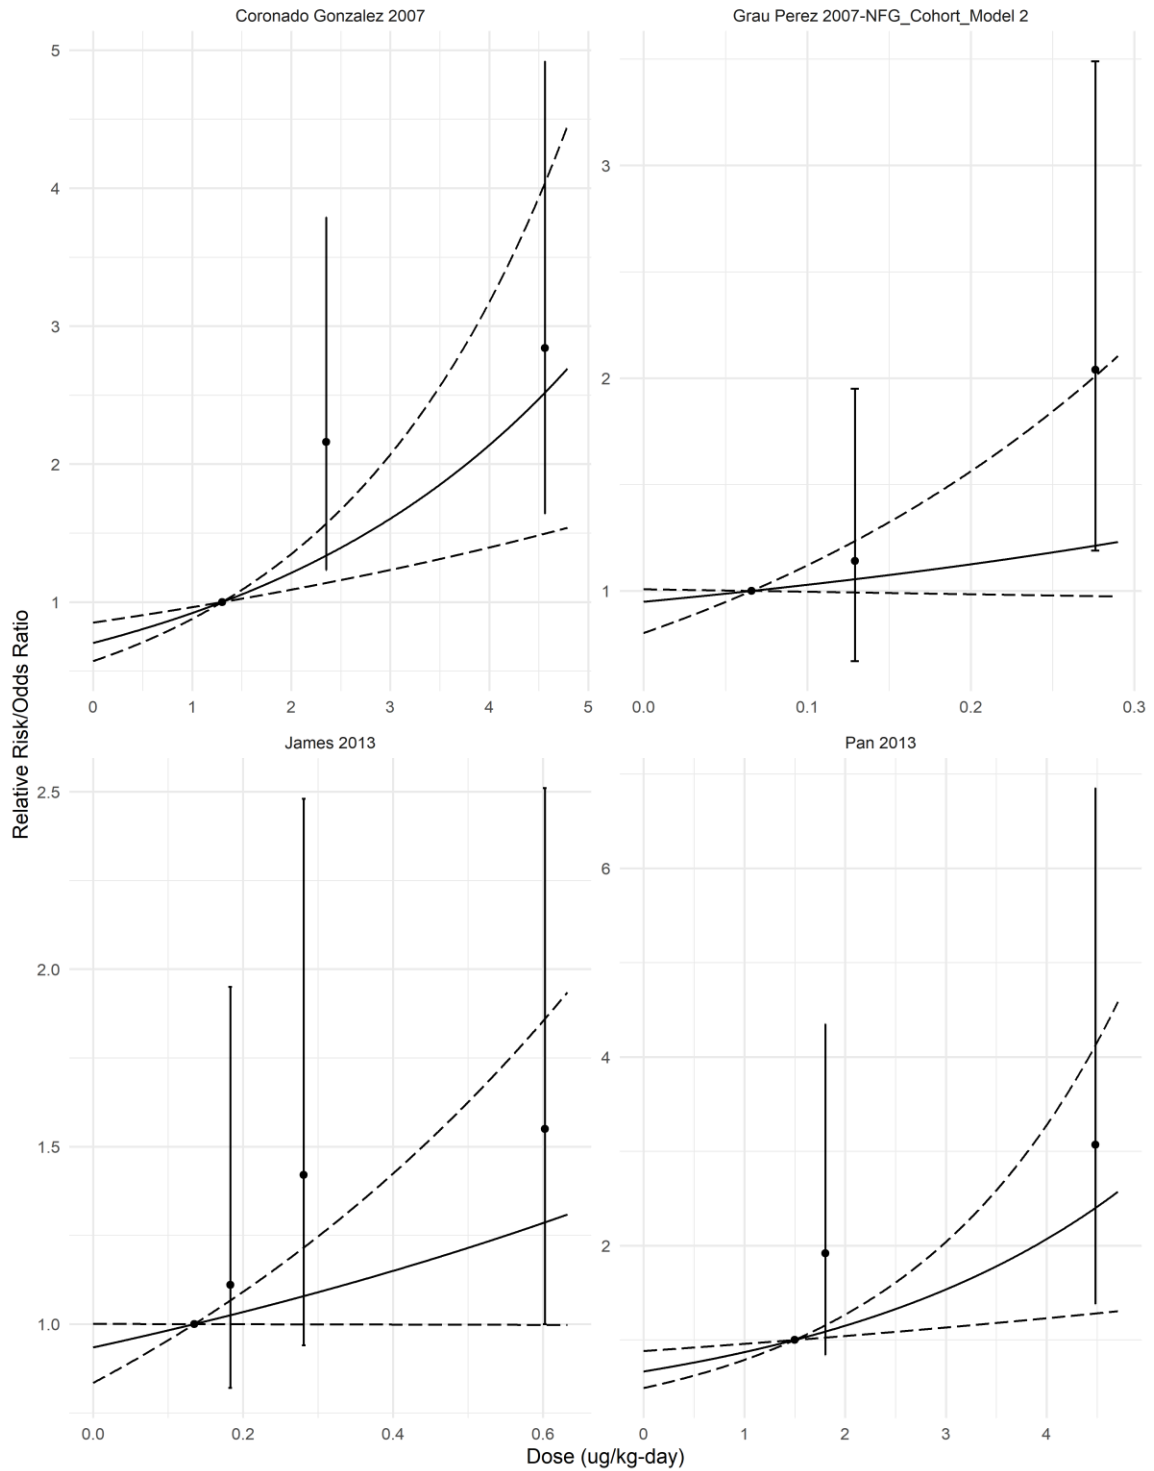 Coronado Gonzalez 2007
5
4
3
2
1
0 1 2 3 4 5
Grau Perez 2007-NFG_Cohort_Model 2
3
2
1
0.0 0.1 0.2 0.3
Relative Risk/Odds Ratio
James 2013
2.5
2.0
1.5
1.0
0.0 0.2 0.4 0.6
Pan 2013
6
4
2
0 1 2 3 4
Dose (ug/kg-day)